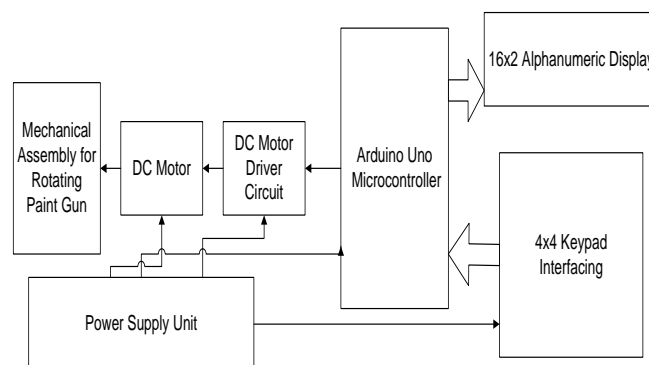 16x2 Alphanumeric Display
Mechanical
Assembly for
Rotating
Paint Gun
DC Motor
DC Motor
Driver
Circuit
Arduino Uno
Microcontroller
4x4 Keypad
Interfacing
Power Supply Unit